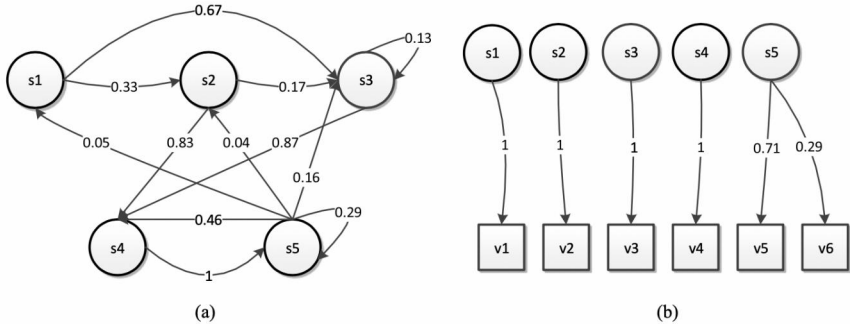 0.67
0.13
s1
s2
s3
0.33
0.17
0.05
0.83
0.04
0.87
0.16
0.46
0.29
s4
s5
1
(a)
s1 s2 s3 s4 s5
1 1 1 1 0.71 0.29
v1 v2 v3 v4 v5 v6
(b)